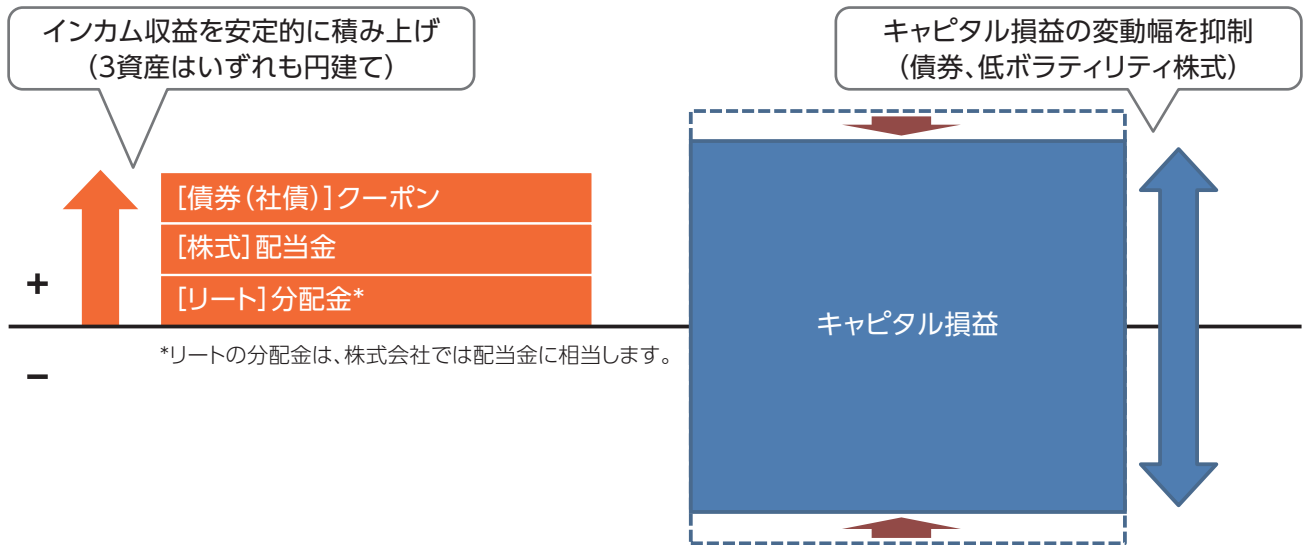 インカム収益を安定的に積み上げ
(3資産はいずれも円建て)
キャピタル損益の変動幅を抑制
(債券、低ボラティリティ株式)
[債券(社債)]クーポン
[株式]配当金
[リート]分配金*
+
キャピタル損益
*リートの分配金は、株式会社では配当金に相当します。
−